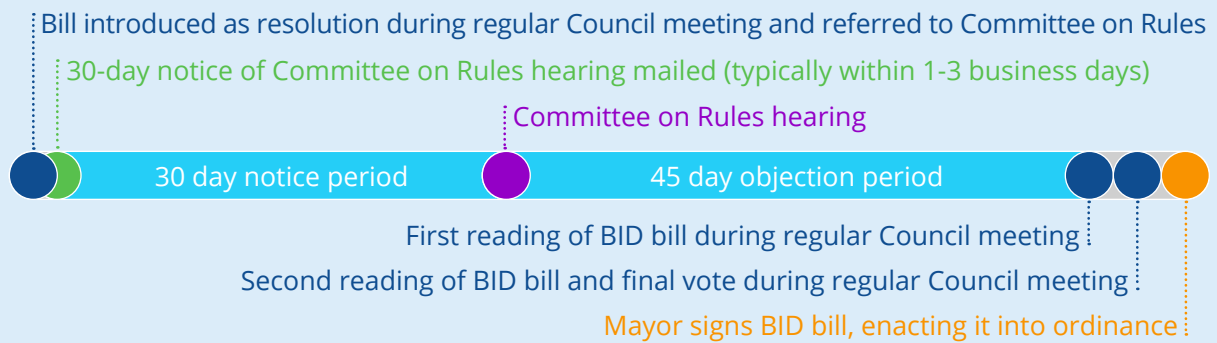 Bill introduced as resolution during regular Council meeting and referred to Committee on Rules
30-day notice of Committee on Rules hearing mailed (typically within 1-3 business days)
Committee on Rules hearing
30 day notice period
45 day objection period
First reading of BID bill during regular Council meeting
Second reading of BID bill and final vote during regular Council meeting
Mayor signs BID bill, enacting it into ordinance